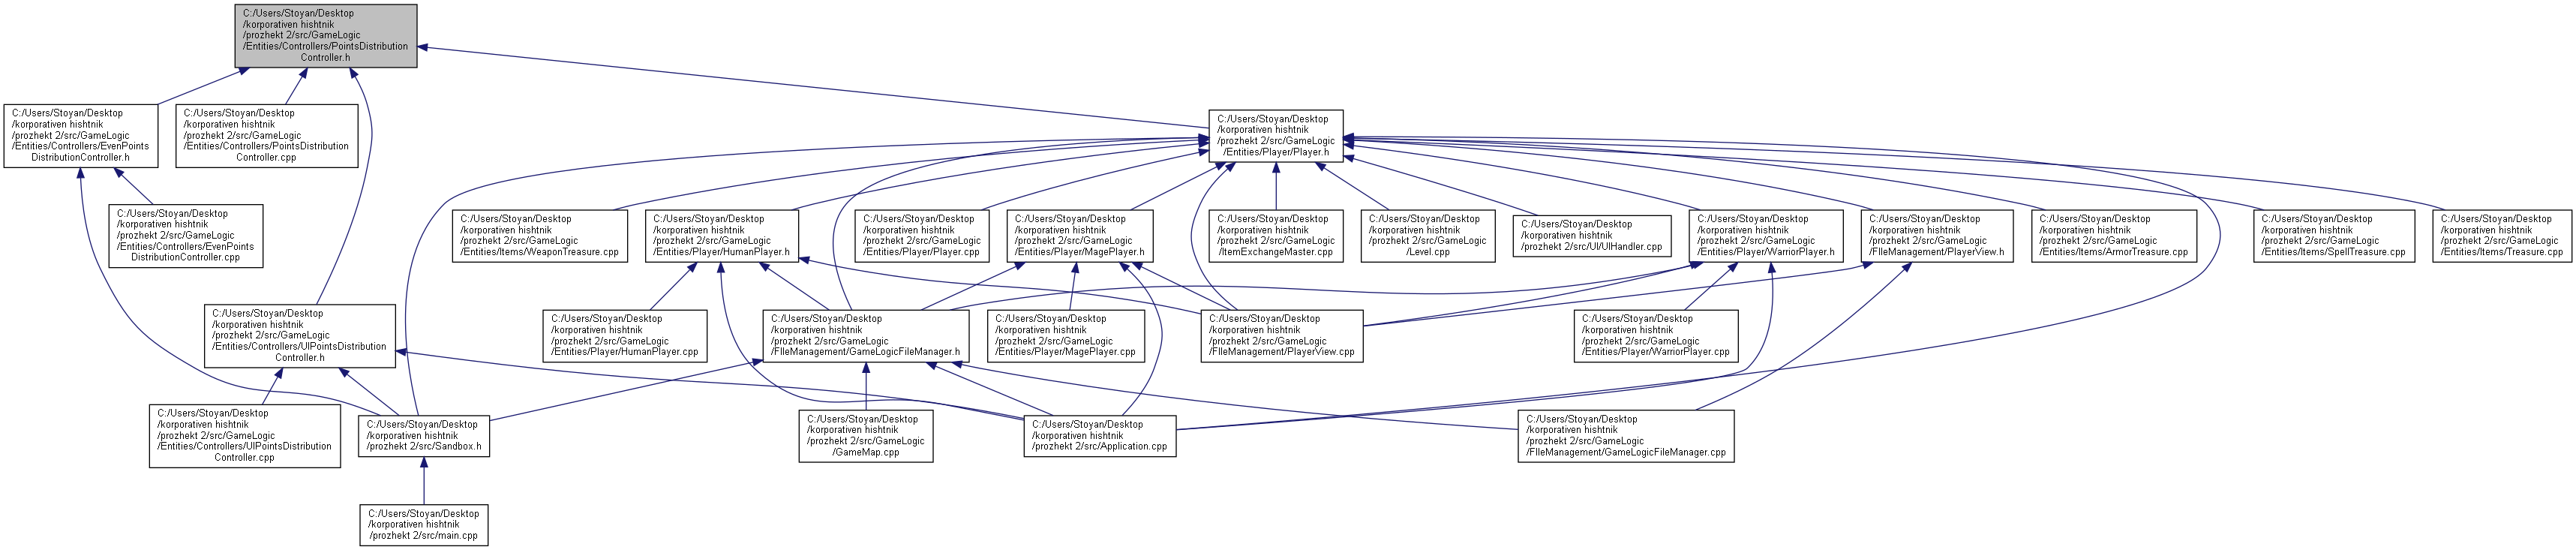 C:/Users/Stoyan/Desktop
/korporativen hishtnik
/prozhekt 2/src/GameLogic
/Entities/Controllers/PointsDistribution
Controller.h
C:/Users/Stoyan/Desktop
/korporativen hishtnik
/prozhekt 2/src/GameLogic
/Entities/Controllers/EvenPoints
DistributionController.h
C:/Users/Stoyan/Desktop
/korporativen hishtnik
/prozhekt 2/src/GameLogic
/Entities/Controllers/PointsDistribution
Controller.cpp
C:/Users/Stoyan/Desktop
/korporativen hishtnik
/prozhekt 2/src/GameLogic
/Entities/Player/Player.h
C:/Users/Stoyan/Desktop
/korporativen hishtnik
/prozhekt 2/src/GameLogic
/Entities/Controllers/EvenPoints
DistributionController.cpp
C:/Users/Stoyan/Desktop
/korporativen hishtnik
/prozhekt 2/src/GameLogic
/Entities/Items/WeaponTreasure.cpp
C:/Users/Stoyan/Desktop
/korporativen hishtnik
/prozhekt 2/src/GameLogic
/Entities/Player/HumanPlayer.h
C:/Users/Stoyan/Desktop
/korporativen hishtnik
/prozhekt 2/src/GameLogic
/Entities/Player/Player.cpp
C:/Users/Stoyan/Desktop
/korporativen hishtnik
/prozhekt 2/src/GameLogic
/Entities/Player/MagePlayer.h
C:/Users/Stoyan/Desktop
/korporativen hishtnik
/prozhekt 2/src/GameLogic
/ItemExchangeMaster.cpp
C:/Users/Stoyan/Desktop
/korporativen hishtnik
/prozhekt 2/src/GameLogic
/Level.cpp
C:/Users/Stoyan/Desktop
/korporativen hishtnik
/prozhekt 2/src/UI/UIHandler.cpp
C:/Users/Stoyan/Desktop
/korporativen hishtnik
/prozhekt 2/src/GameLogic
/Entities/Player/WarriorPlayer.h
C:/Users/Stoyan/Desktop
/korporativen hishtnik
/prozhekt 2/src/GameLogic
/FIleManagement/PlayerView.h
C:/Users/Stoyan/Desktop
/korporativen hishtnik
/prozhekt 2/src/GameLogic
/Entities/Items/ArmorTreasure.cpp
C:/Users/Stoyan/Desktop
/korporativen hishtnik
/prozhekt 2/src/GameLogic
/Entities/Items/SpellTreasure.cpp
C:/Users/Stoyan/Desktop
/korporativen hishtnik
/prozhekt 2/src/GameLogic
/Entities/Items/Treasure.cpp
C:/Users/Stoyan/Desktop
/korporativen hishtnik
/prozhekt 2/src/GameLogic
/Entities/Controllers/UIPointsDistribution
Controller.h
C:/Users/Stoyan/Desktop
/korporativen hishtnik
/prozhekt 2/src/GameLogic
/Entities/Player/HumanPlayer.cpp
C:/Users/Stoyan/Desktop
/korporativen hishtnik
/prozhekt 2/src/GameLogic
/FIleManagement/GameLogicFileManager.h
C:/Users/Stoyan/Desktop
/korporativen hishtnik
/prozhekt 2/src/GameLogic
/Entities/Player/MagePlayer.cpp
C:/Users/Stoyan/Desktop
/korporativen hishtnik
/prozhekt 2/src/GameLogic
/FIleManagement/PlayerView.cpp
C:/Users/Stoyan/Desktop
/korporativen hishtnik
/prozhekt 2/src/GameLogic
/Entities/Player/WarriorPlayer.cpp
C:/Users/Stoyan/Desktop
/korporativen hishtnik
/prozhekt 2/src/GameLogic
/Entities/Controllers/UIPointsDistribution
Controller.cpp
C:/Users/Stoyan/Desktop
/korporativen hishtnik
/prozhekt 2/src/Sandbox.h
C:/Users/Stoyan/Desktop
/korporativen hishtnik
/prozhekt 2/src/GameLogic
/GameMap.cpp
C:/Users/Stoyan/Desktop
/korporativen hishtnik
/prozhekt 2/src/Application.cpp
C:/Users/Stoyan/Desktop
/korporativen hishtnik
/prozhekt 2/src/GameLogic
/FIleManagement/GameLogicFileManager.cpp
C:/Users/Stoyan/Desktop
/korporativen hishtnik
/prozhekt 2/src/main.cpp